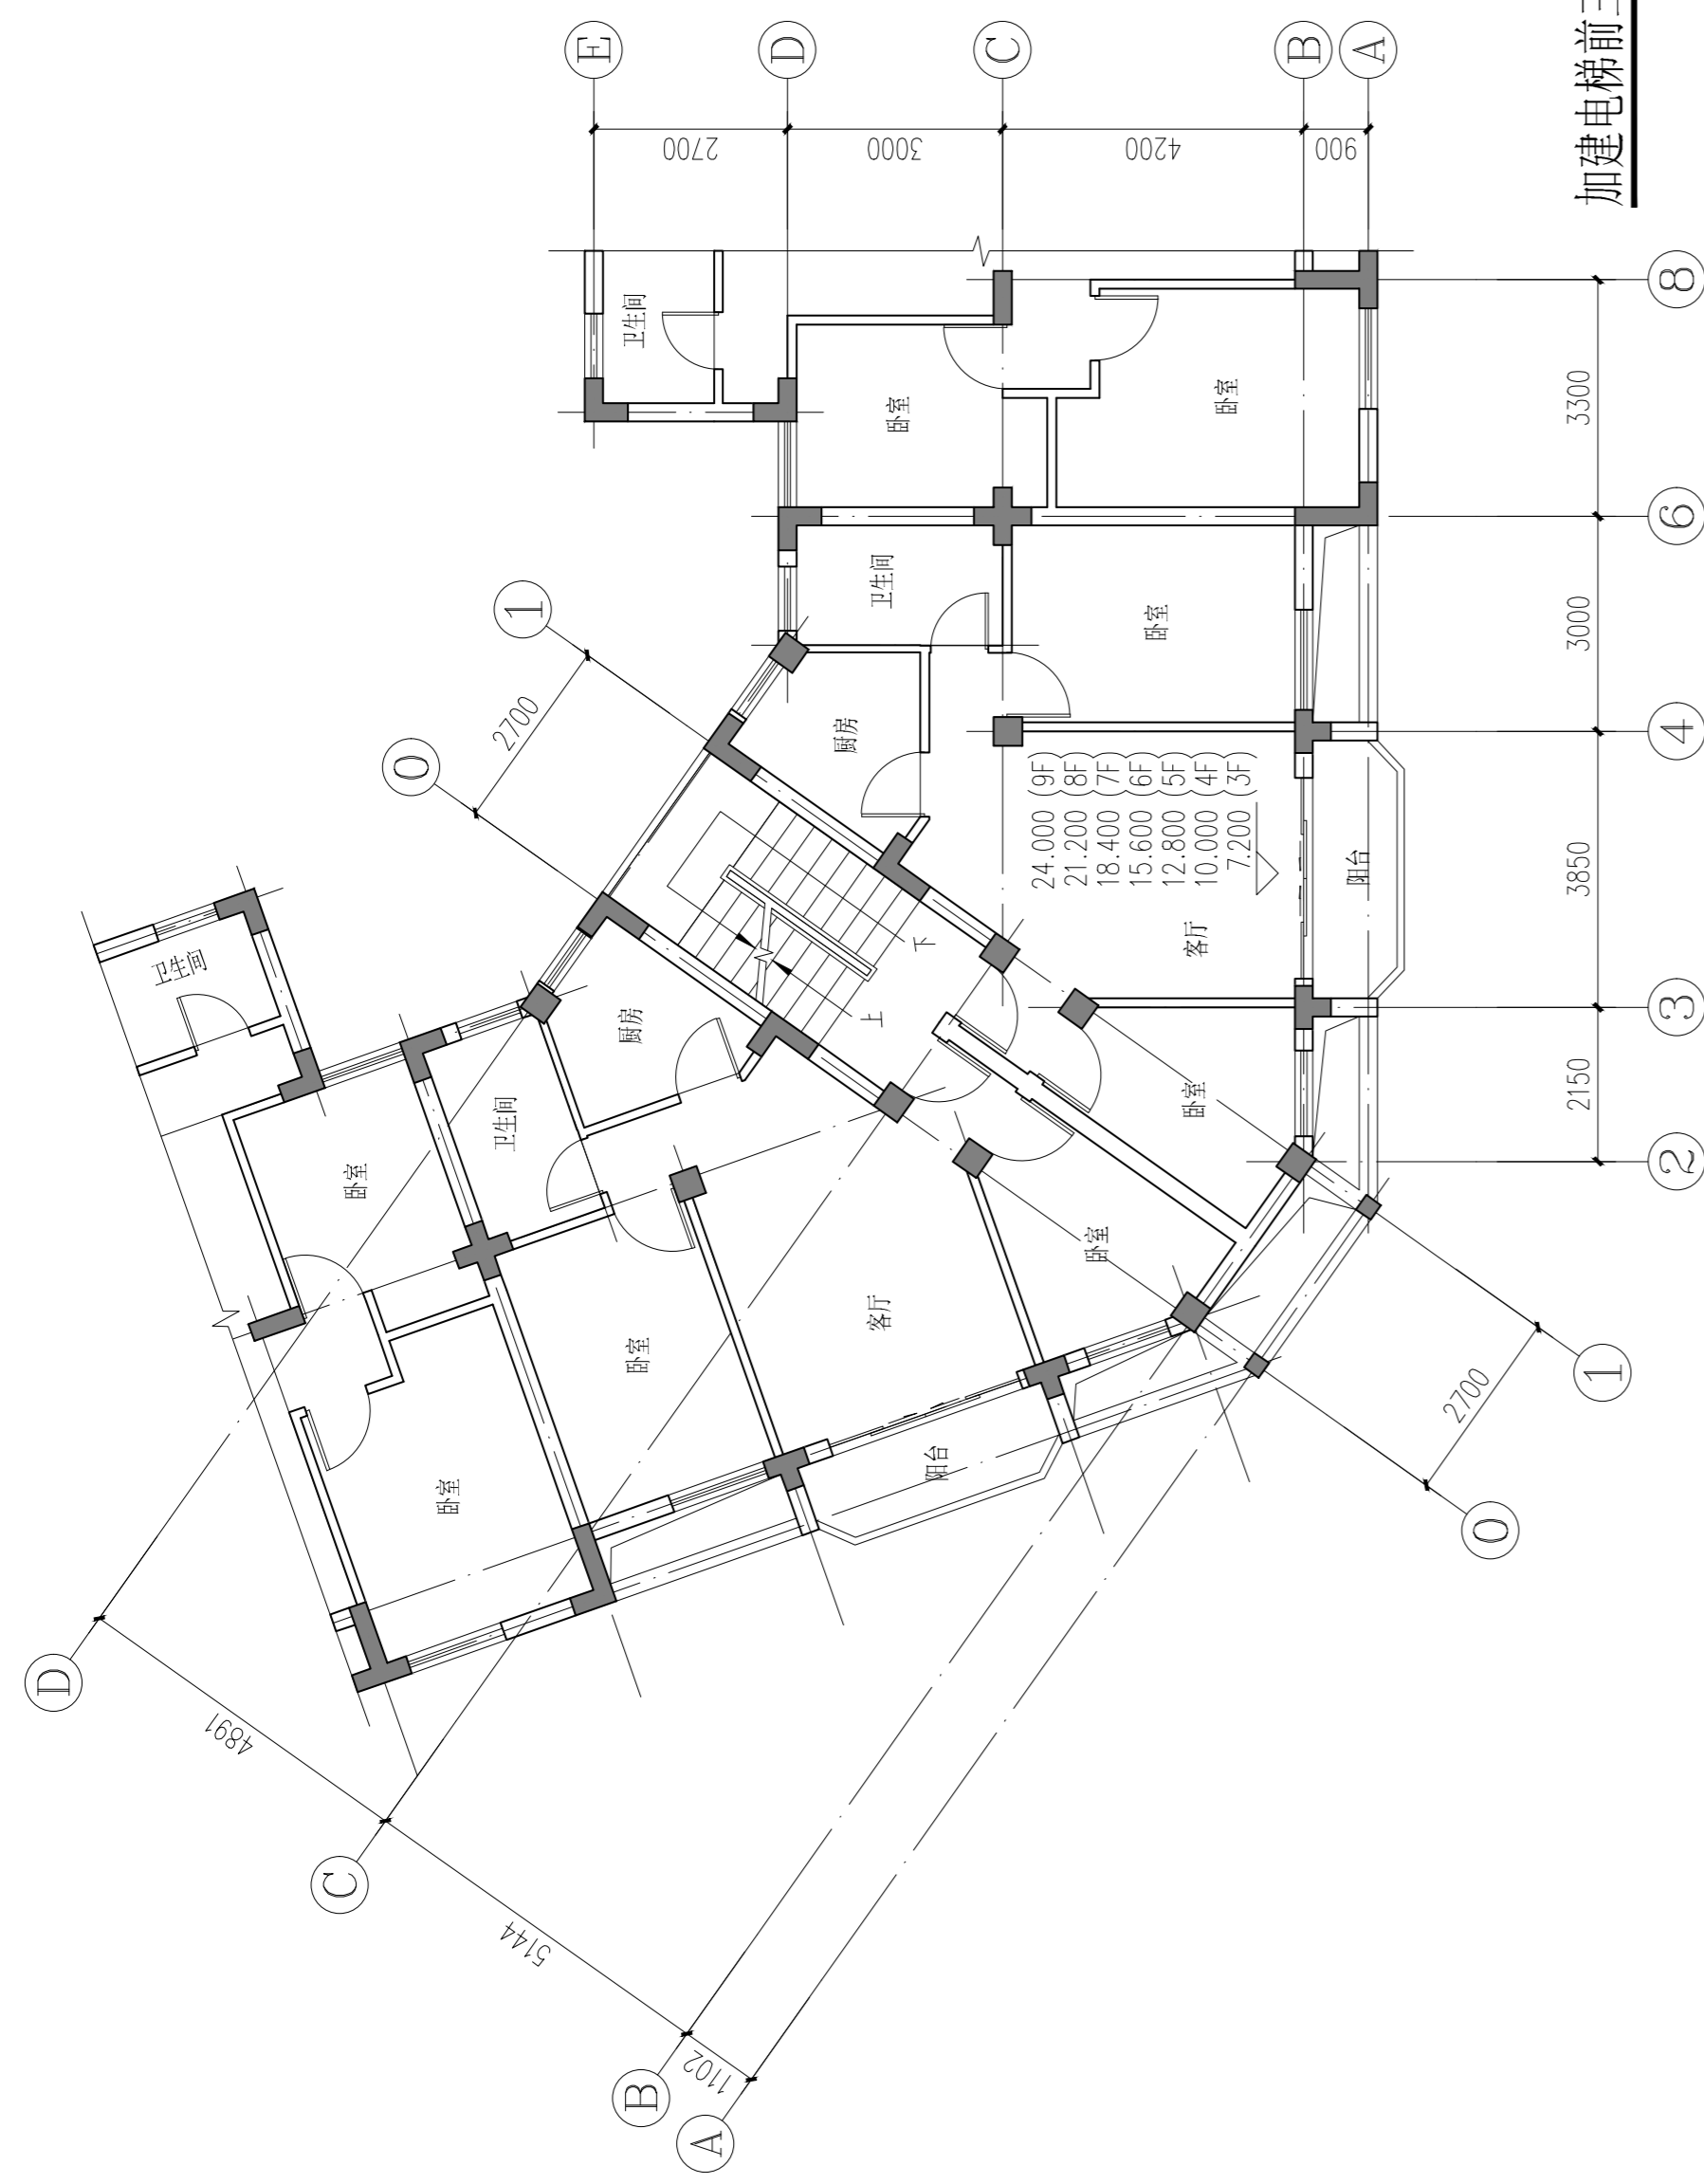 E
D
C
B
A
2700
3000
4200
900
加建电梯前
8
6
4
3
2
3300
3000
3850
2150
1
0
2700
卫生间
卧室
卧室
卫生间
卧室
厨房
24.000 (9F)
21.200 (8F)
18.400 (7F)
15.600 (6F)
12.800 (5F)
10.000 (4F)
7.200 (3F)
客厅
阳台
卧室
下
上
卫生间
厨房
卫生间
卧室
卧室
卧室
客厅
卧室
阳台
1
0
2700
D
C
B
A
4891
5144
1102